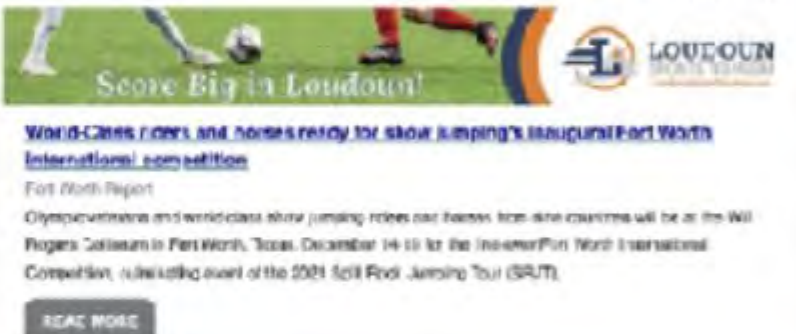 Score Big in Loudoun!
LOUDOUN
World-Class riders and horses ready for show jumping's inaugural Fort Worth
International competition
Fort Worth Report
Olympic veterans and world-class show jumping riders and horses from nine countries will be at the Will
Rogers Coliseum in Fort Worth, Texas, December 14-18 for the Fort Worth International
Competition, culminating event of the 2021 Split Rock Jumping Tour (SRJT).
READ MORE